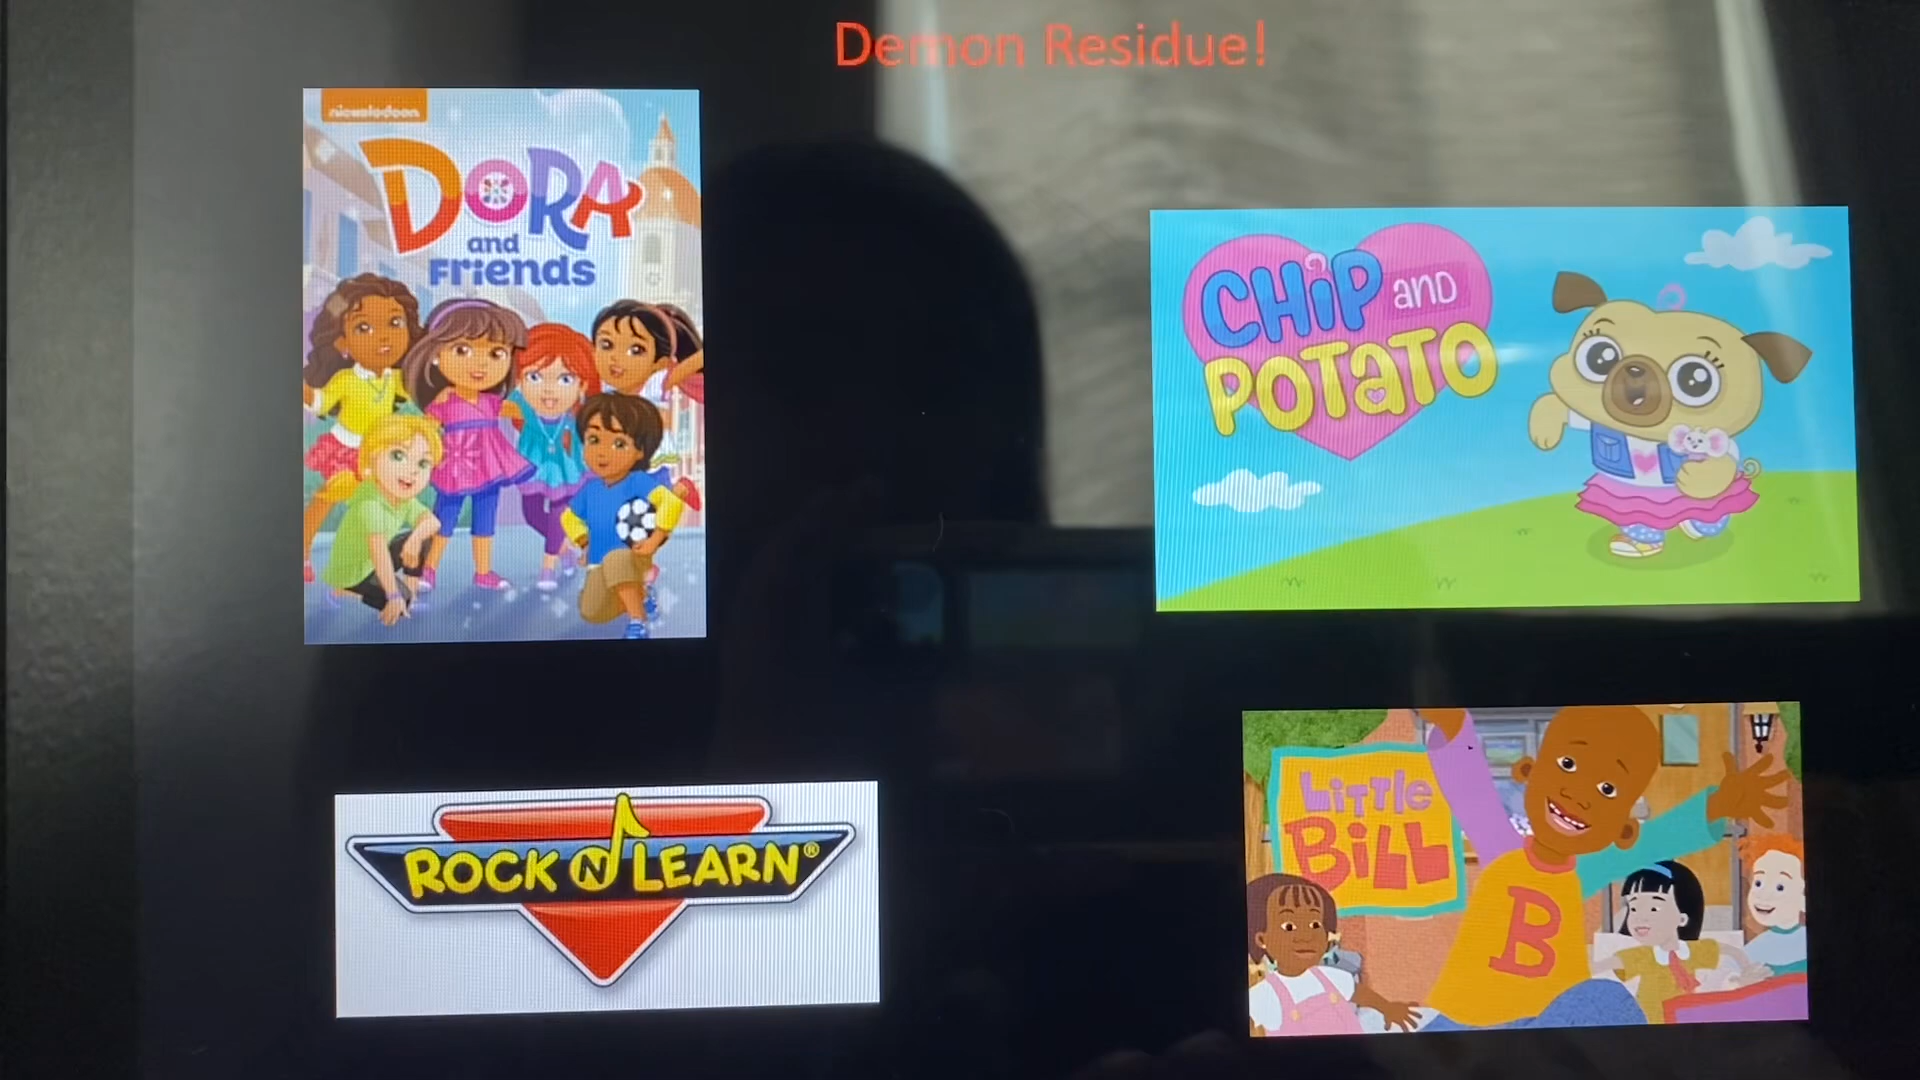 Demon Residue!
nickelodeon
DORA
and
Friends
CHiP and
POTaTO
ROCK N LEARN®
LiTTle
BiLL
B